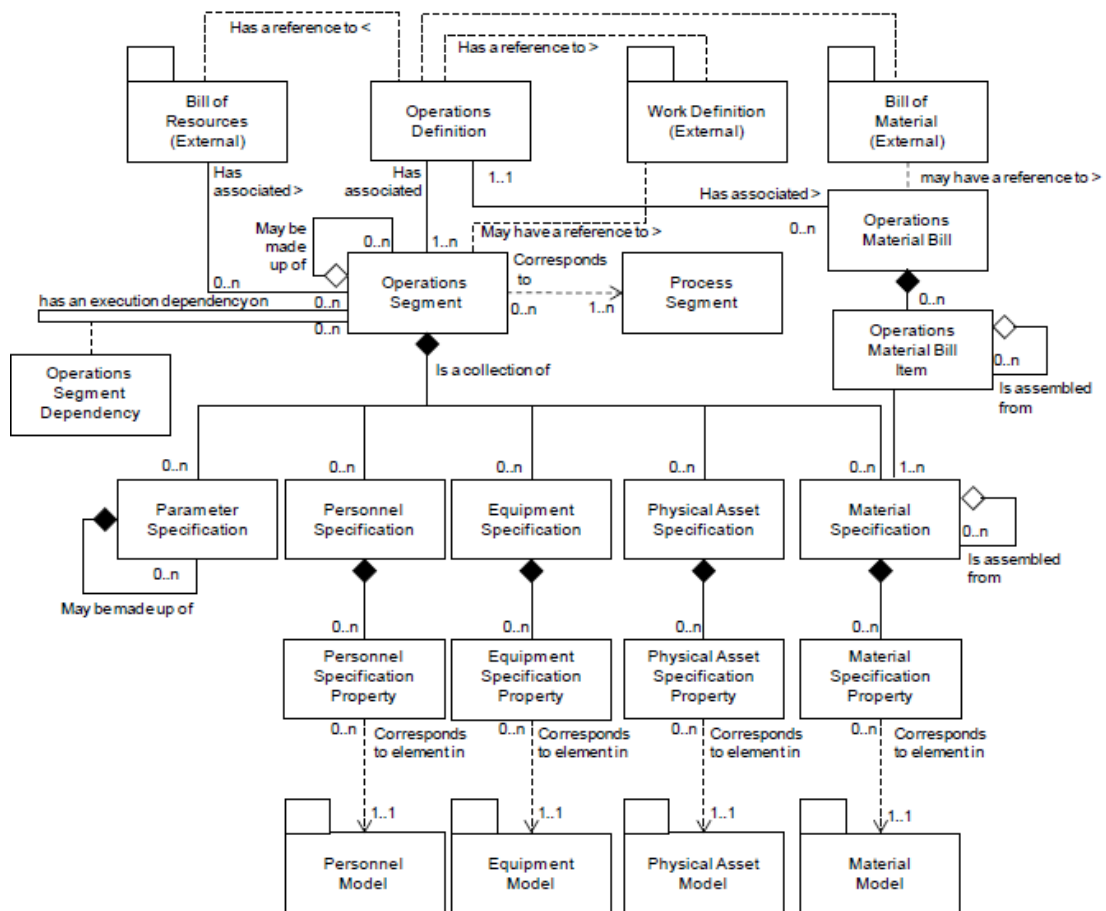 Has a reference to <
Has a reference to >
Bill of
Resources
(External)
Operations
Definition
Work Definition
(External)
Bill of
Material
(External)
Has
associated >
Has
associated
1..1
Has associated >
may have a reference to >
0..n
Operations
Material Bill
May be
made
up of
0..n
1..n
May have a reference to >
0..n
Operations
Segment
Corresponds
to
0..n
1..n
Process
Segment
has an execution dependency on
0..n
0..n
0..n
Operations
Material Bill
Item
0..n
Is assembled
from
Operations
Segment
Dependency
Is a collection of
0..n
0..n
0..n
0..n
0..n
1..n
Parameter
Specification
Personnel
Specification
Equipment
Specification
Physical Asset
Specification
Material
Specification
0..n
Is assembled
from
0..n
May be made up of
0..n
0..n
0..n
0..n
Personnel
Specification
Property
Equipment
Specification
Property
Physical Asset
Specification
Property
Material
Specification
Property
0..n
Corresponds
to element in
0..n
Corresponds
to element in
0..n
Corresponds
to element in
0..n
Corresponds
to element in
1..1
1..1
1..1
1..1
Personnel
Model
Equipment
Model
Physical Asset
Model
Material
Model